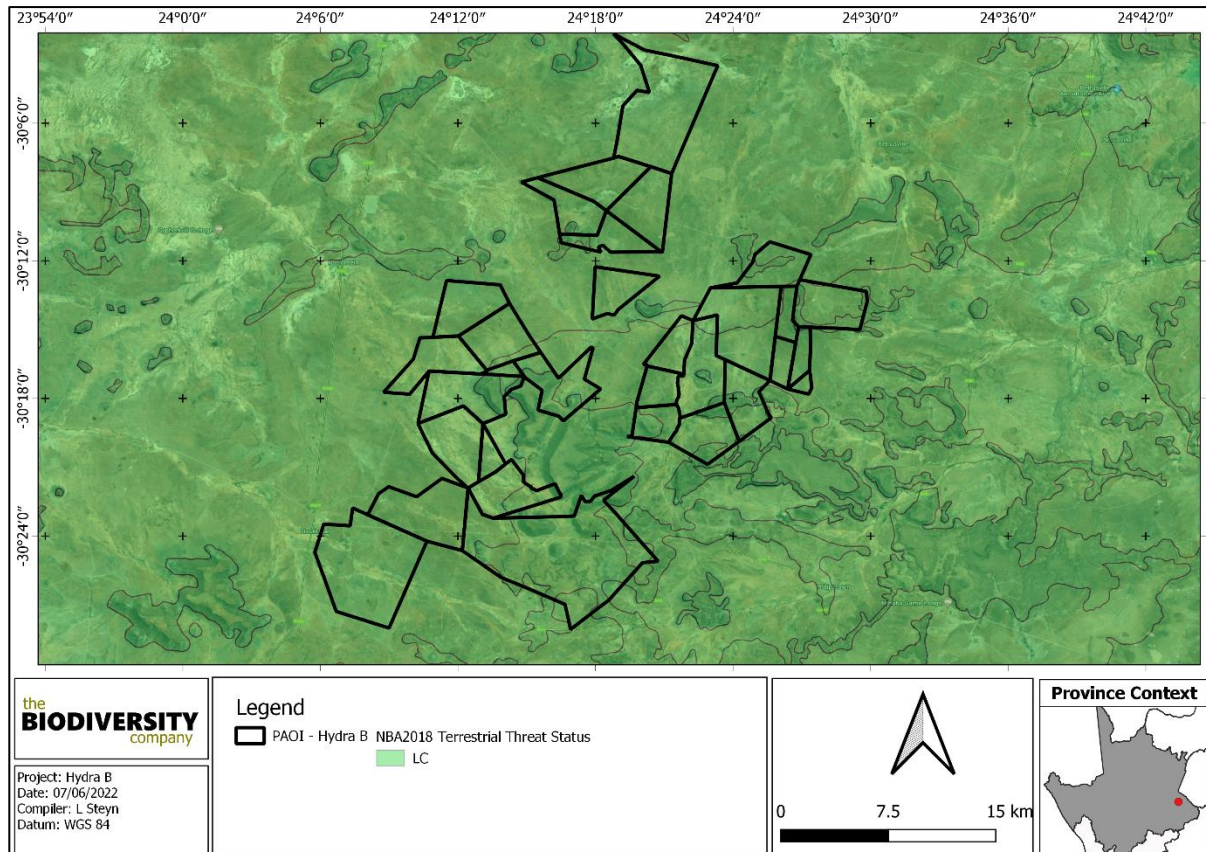 23°54′0″ 24°0′0″ 24°6′0″ 24°12′0″ 24°18′0″ 24°24′0″ 24°30′0″ 24°36′0″ 24°42′0″
-30°6′0″
-30°12′0″
-30°18′0″
-30°24′0″
the
BIODIVERSITY
company
Project: Hydra B
Date: 07/06/2022
Compiler: L Steyn
Datum: WGS 84
Legend
PAOI - Hydra B NBA2018 Terrestrial Threat Status
LC
0 7.5 15 km
Province Context